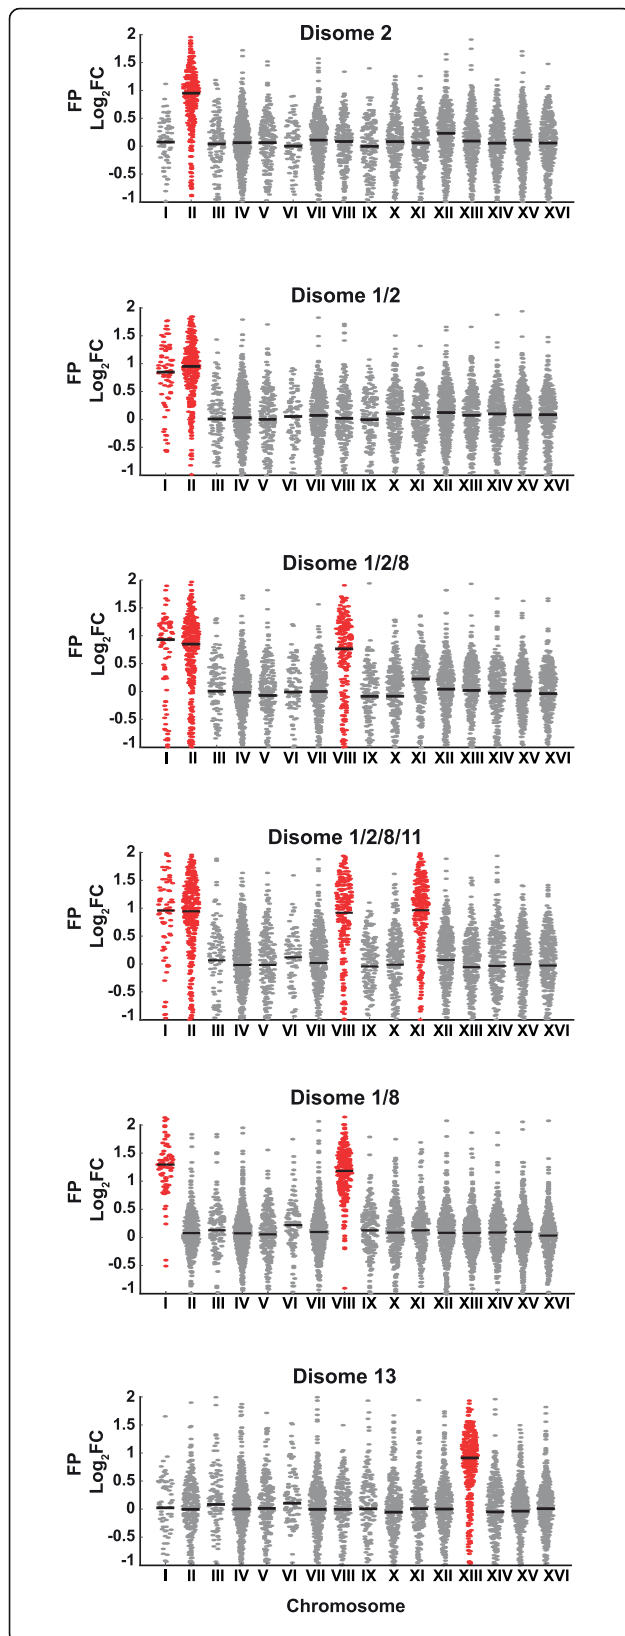 Disome 2
FP
Log₂FC
2
1.5
1
0.5
0
-0.5
-1
I II III IV V VI VII VIII IX X XI XII XIII XIV XV XVI
Disome 1/2
FP
Log₂FC
2
1.5
1
0.5
0
-0.5
-1
I II III IV V VI VII VIII IX X XI XII XIII XIV XV XVI
Disome 1/2/8
FP
Log₂FC
2
1.5
1
0.5
0
-0.5
-1
I II III IV V VI VII VIII IX X XI XII XIII XIV XV XVI
Disome 1/2/8/11
FP
Log₂FC
2
1.5
1
0.5
0
-0.5
-1
I II III IV V VI VII VIII IX X XI XII XIII XIV XV XVI
Disome 1/8
FP
Log₂FC
2
1.5
1
0.5
0
-0.5
-1
I II III IV V VI VII VIII IX X XI XII XIII XIV XV XVI
Disome 13
FP
Log₂FC
2
1.5
1
0.5
0
-0.5
-1
I II III IV V VI VII VIII IX X XI XII XIII XIV XV XVI
Chromosome